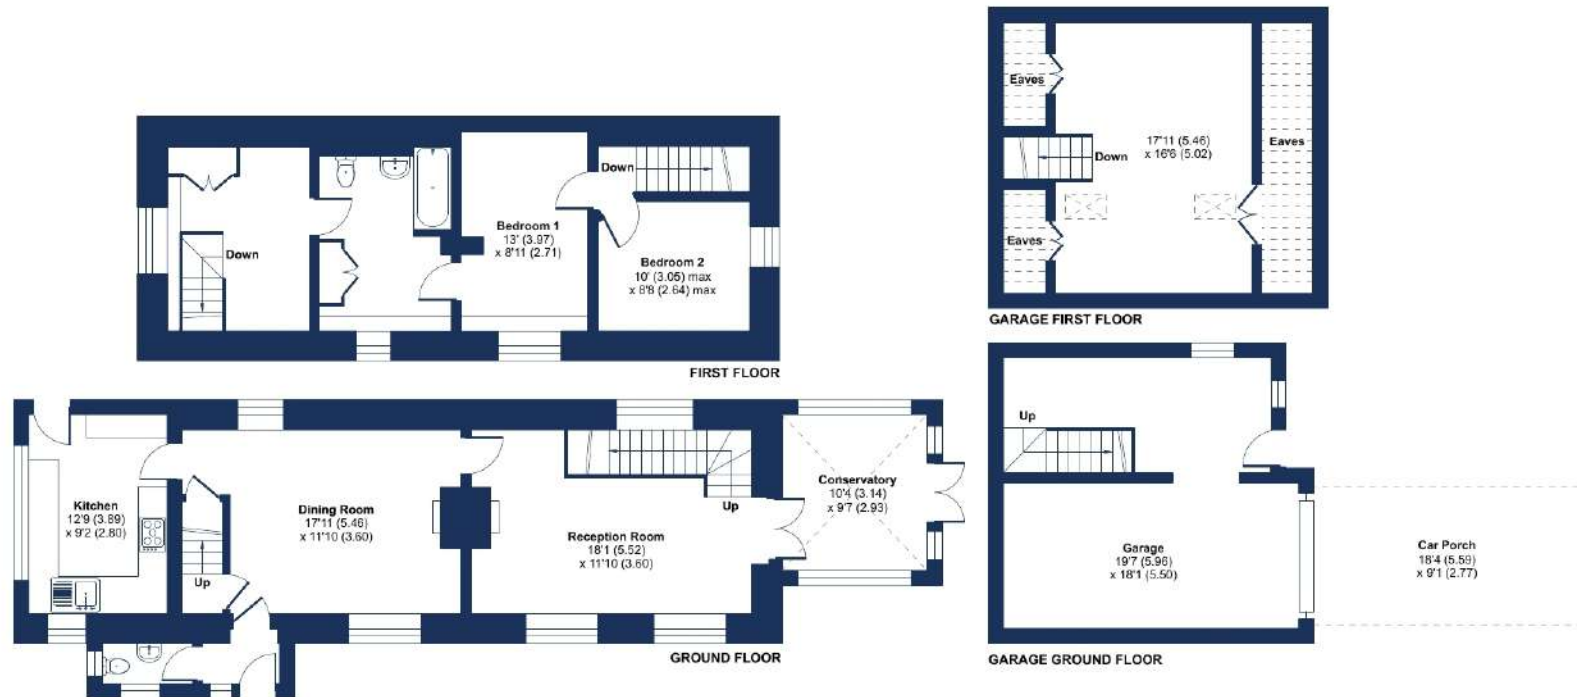 Down
Bedroom 1
13' (3.97)
x 8'11 (2.71)
Down
Bedroom 2
10' (3.05) max
x 8'8 (2.64) max
FIRST FLOOR
Kitchen
12'9 (3.89)
x 9'2 (2.80)
Up
Dining Room
17'11 (5.46)
x 11'10 (3.60)
Reception Room
18'1 (5.52)
x 11'10 (3.60)
Up
Conservatory
10'4 (3.14)
x 9'7 (2.93)
GROUND FLOOR
Eaves
Down
Eaves
17'11 (5.46)
x 16'6 (5.02)
Eaves
GARAGE FIRST FLOOR
Up
Garage
19'7 (5.96)
x 18'1 (5.50)
Car Porch
18'4 (5.59)
x 9'1 (2.77)
GARAGE GROUND FLOOR